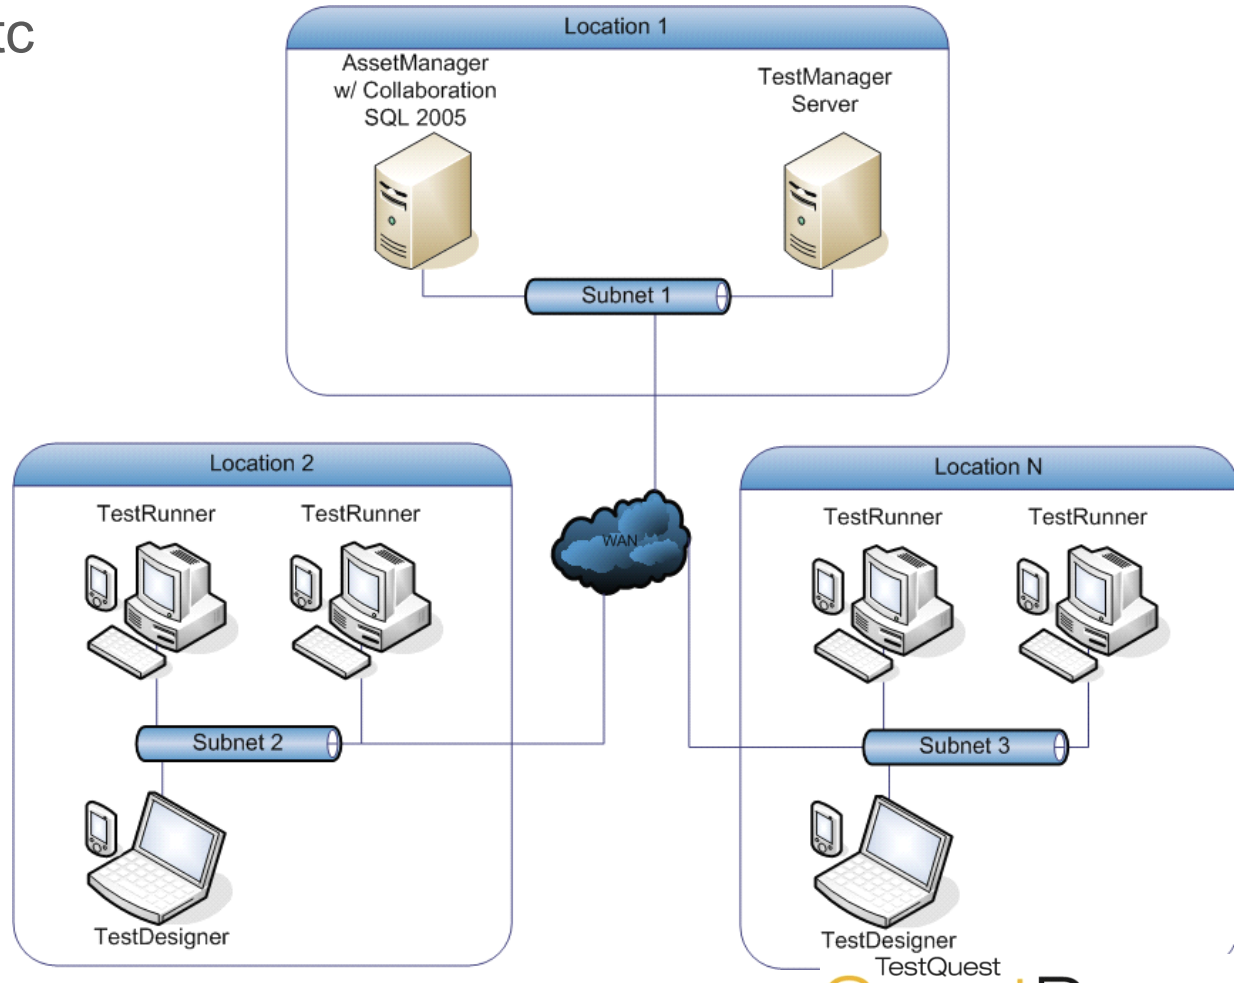 tc
Location 1
AssetManager
w/ Collaboration
SQL 2005
TestManager
Server
Subnet 1
Location 2
TestRunner
TestRunner
WAN
Location N
TestRunner
TestRunner
Subnet 2
Subnet 3
TestDesigner
TestDesigner
TestQuest